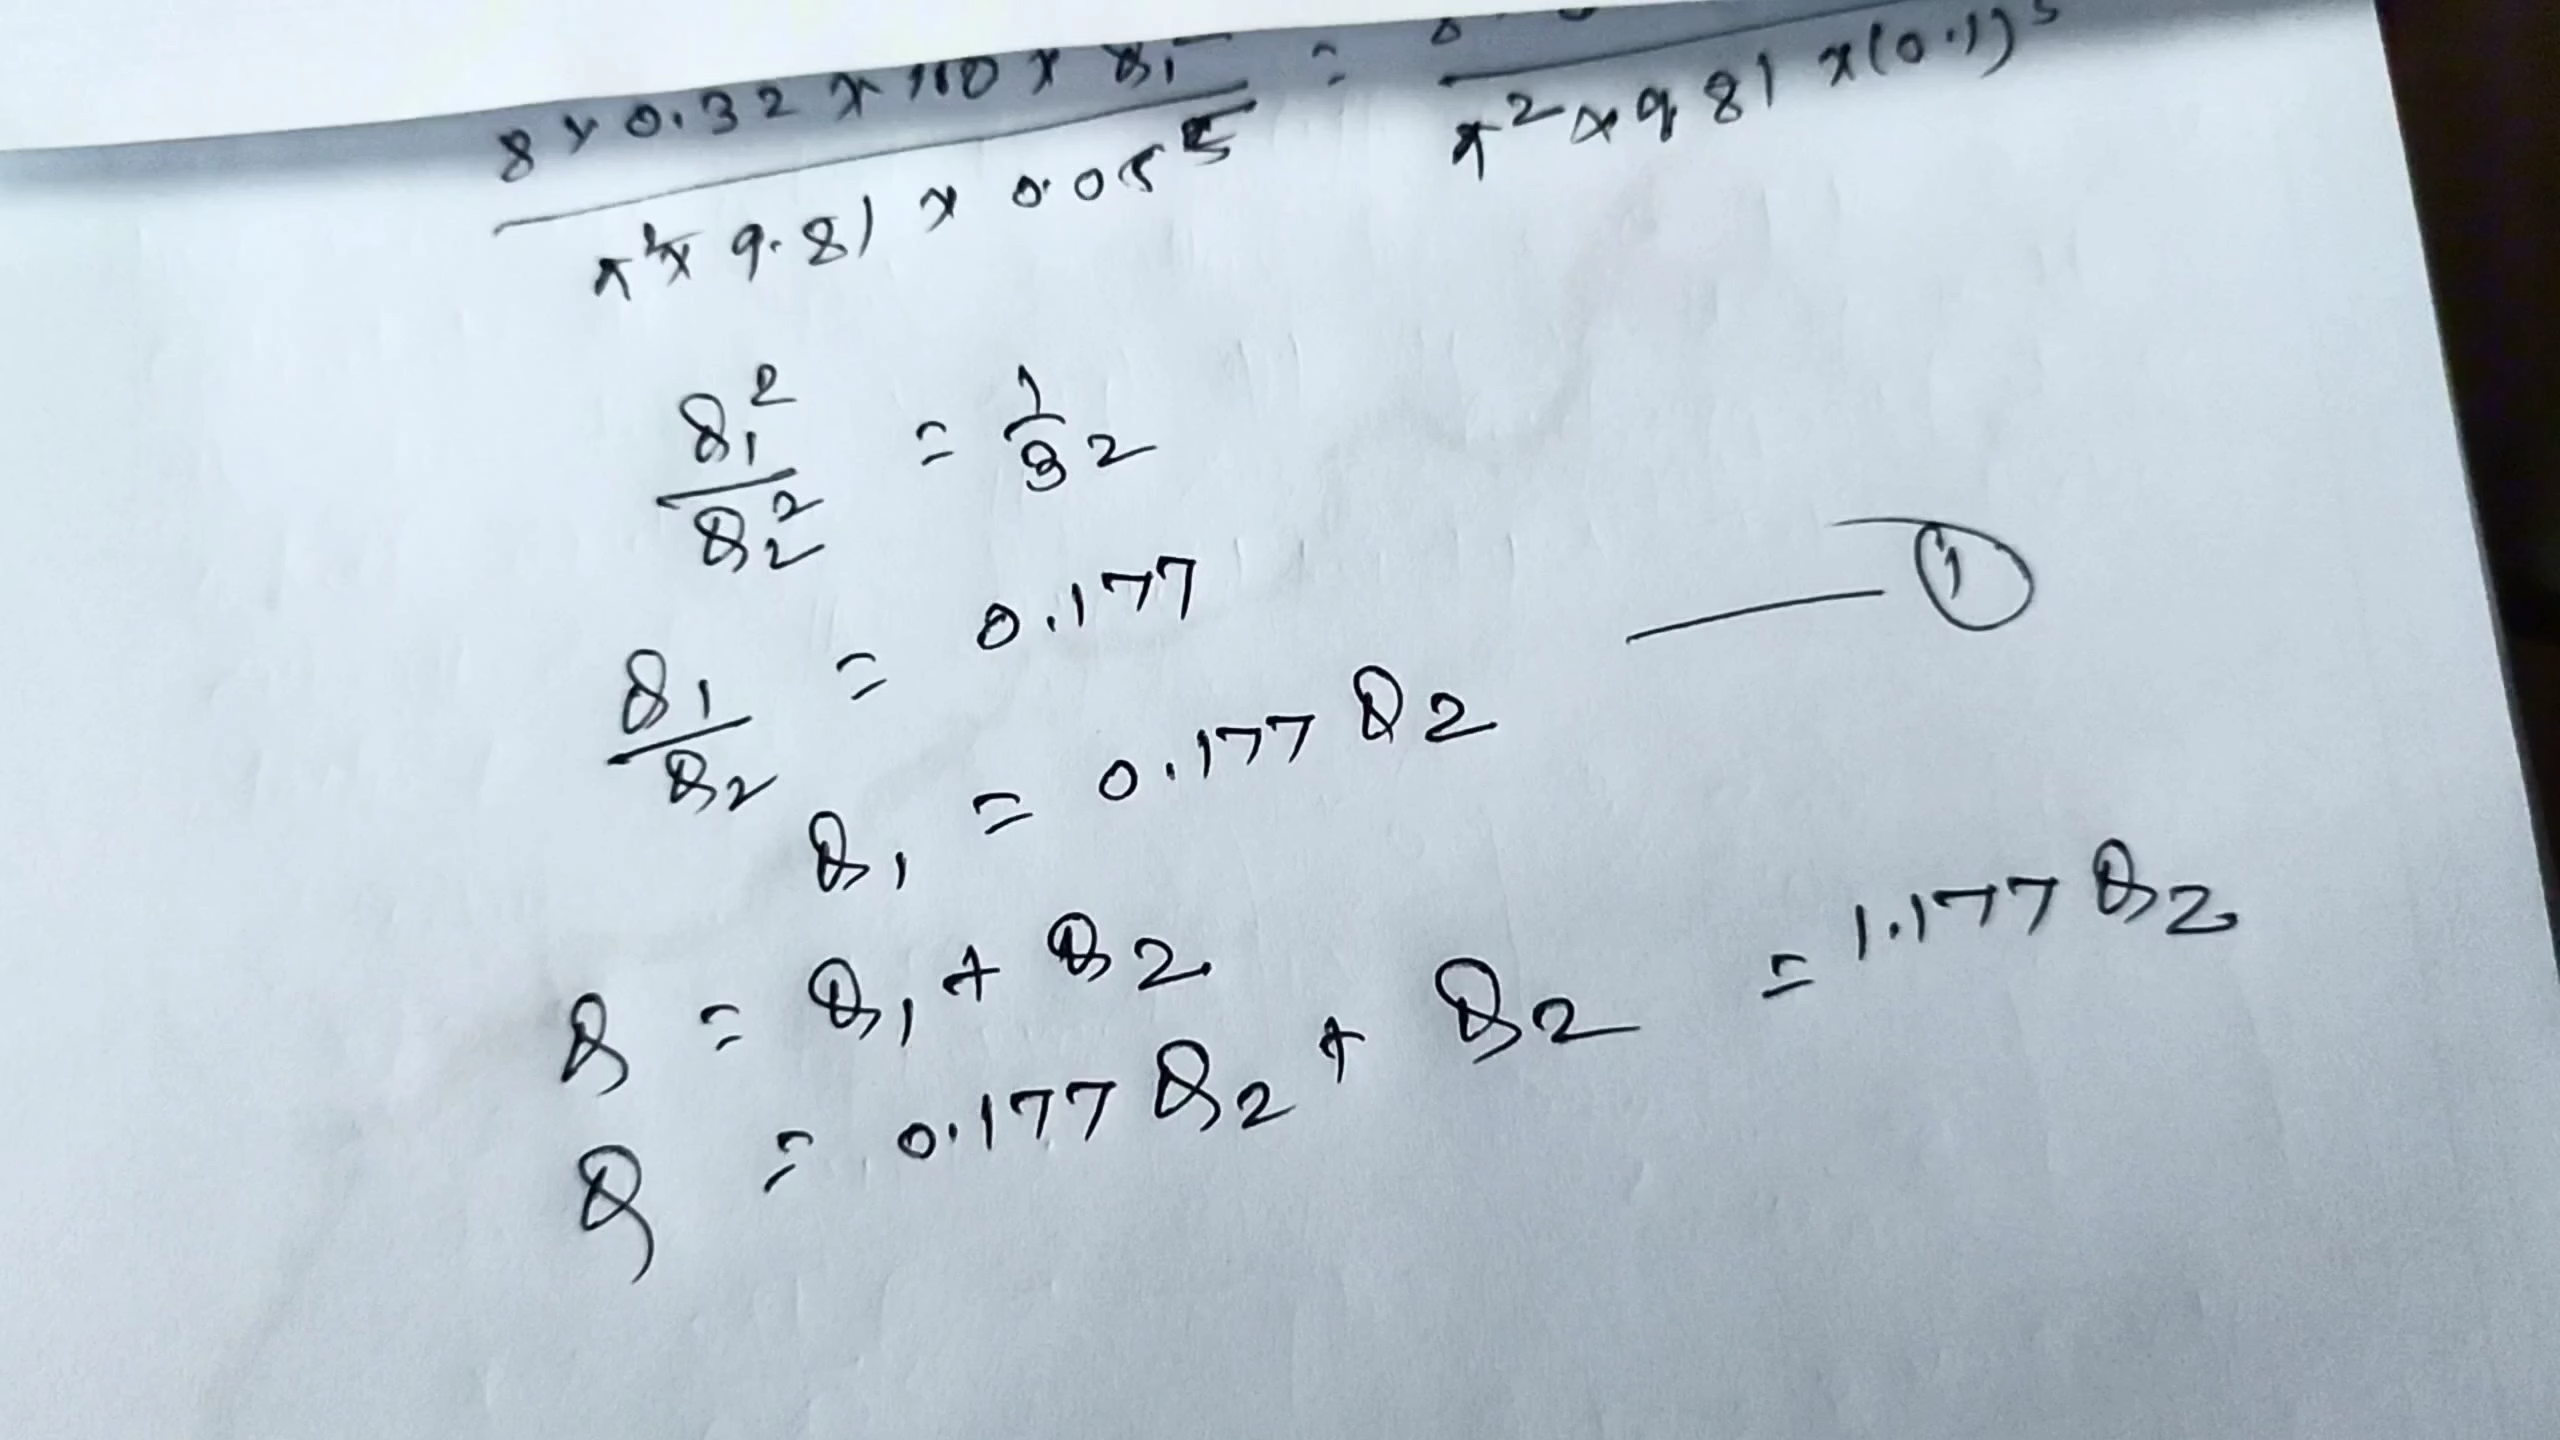 8 x 0.32 x 110 x Q₁ / π² x 9.81 x 0.05⁵ = / π² x 9.81 x (0.1)⁵
Q₁² / Q₂² = 1/32
Q₁ / Q₂ = 0.177
Q₁ = 0.177 Q₂ —— ①
Q = Q₁ + Q₂
Q = 0.177 Q₂ + Q₂ = 1.177 Q₂